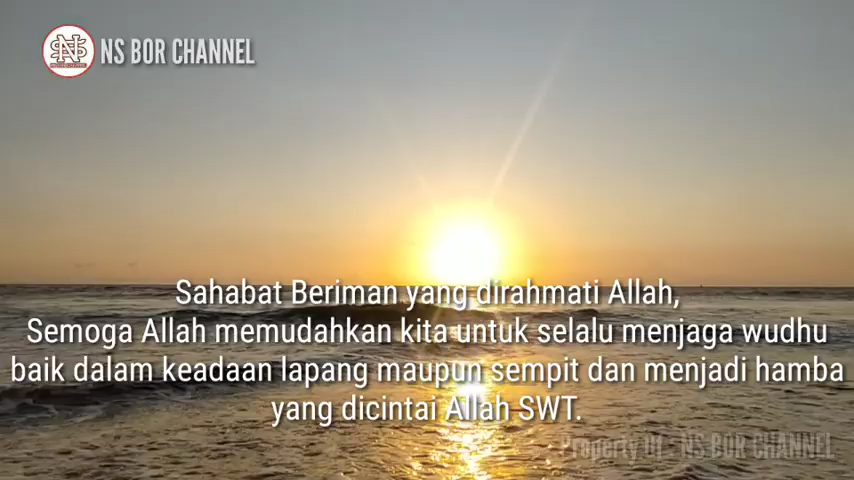 NS BOR CHANNEL
Sahabat Beriman yang dirahmati Allah,
Semoga Allah memudahkan kita untuk selalu menjaga wudhu
baik dalam keadaan lapang maupun sempit dan menjadi hamba
yang dicintai Allah SWT.
Property Of - NS BOR CHANNEL